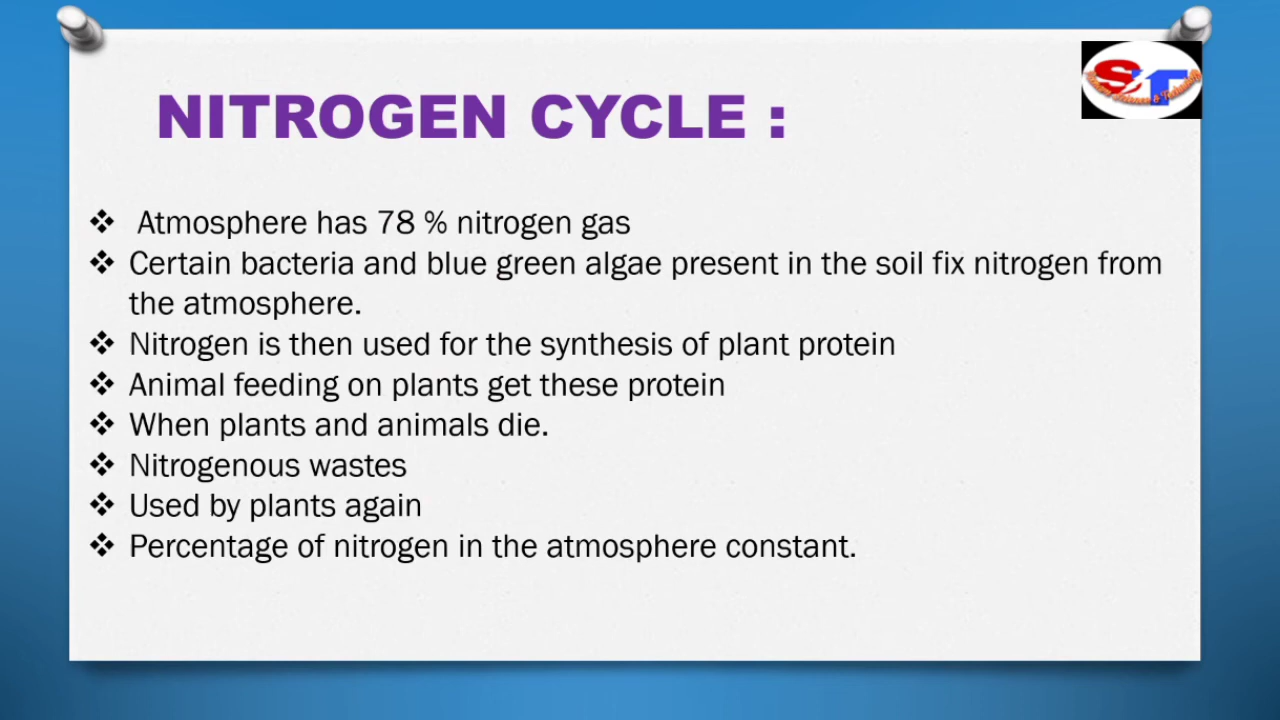 NITROGEN CYCLE :
S T
❖ Atmosphere has 78 % nitrogen gas
❖ Certain bacteria and blue green algae present in the soil fix nitrogen from
the atmosphere.
❖ Nitrogen is then used for the synthesis of plant protein
❖ Animal feeding on plants get these protein
❖ When plants and animals die.
❖ Nitrogenous wastes
❖ Used by plants again
❖ Percentage of nitrogen in the atmosphere constant.